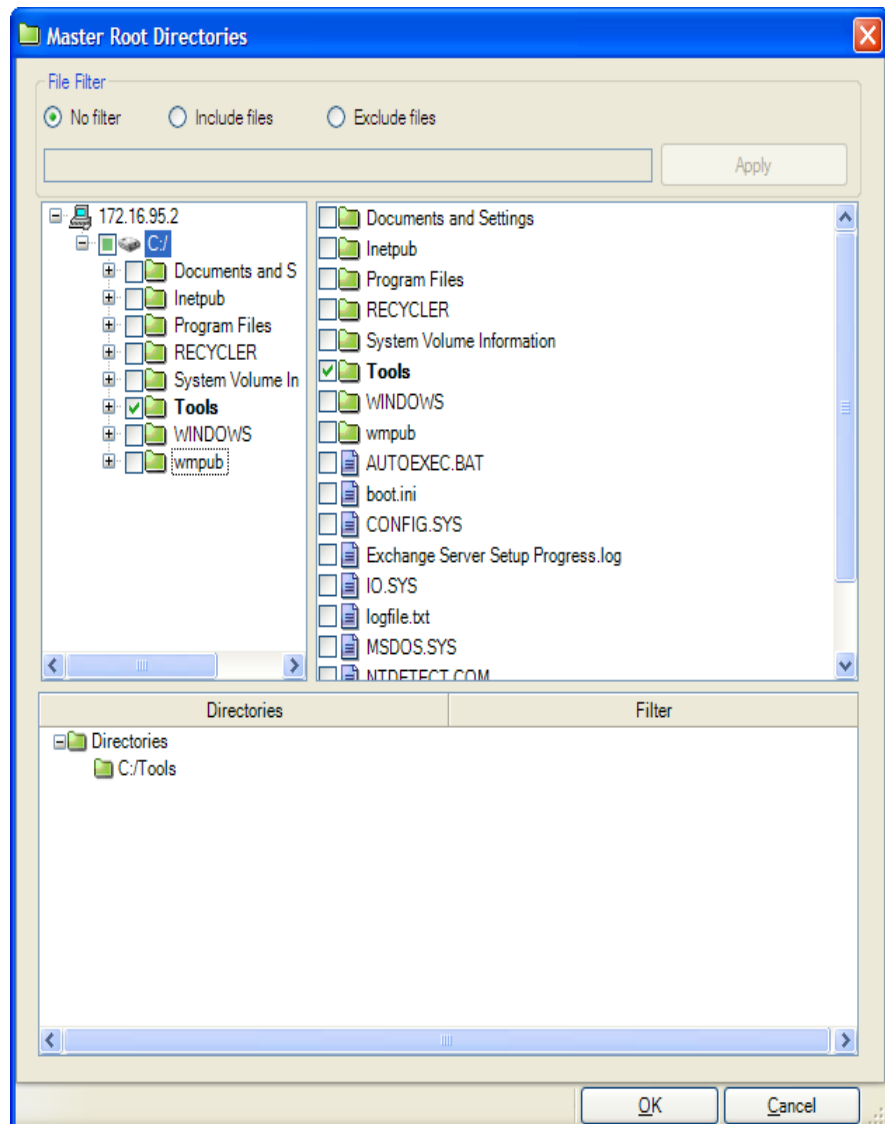 Master Root Directories
File Filter
No filter Include files Exclude files
Apply
172.16.95.2
C:/
Documents and S
Inetpub
Program Files
RECYCLER
System Volume In
Tools
WINDOWS
wmpub
Documents and Settings
Inetpub
Program Files
RECYCLER
System Volume Information
Tools
WINDOWS
wmpub
AUTOEXEC.BAT
boot.ini
CONFIG.SYS
Exchange Server Setup Progress.log
IO.SYS
logfile.txt
MSDOS.SYS
NTDETECT.COM
Directories Filter
Directories
C:/Tools
OK Cancel